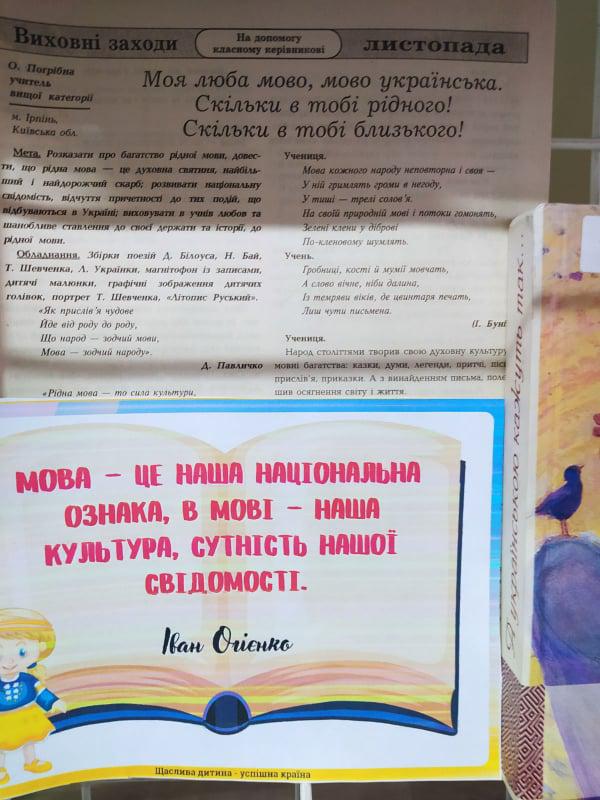 Виховні заходи
На допомогу
класному керівникові
листопада
О. Погрібна
учитель
вищої категорії
м. Ірпінь,
Київська обл.
Моя люба мово, мово українська.
Скільки в тобі рідного!
Скільки в тобі близького!
Мета. Розказати про багатство рідної мови, довес-
ти, що рідна мова — це духовна святиня, найбіль-
ший і найдорожчий скарб; розвивати національну
свідомість, відчуття причетності до тих подій, що
відбуваються в Україні; виховувати в учнів любов та
шанобливе ставлення до своєї держави та історії, до
рідної мови.
Обладнання. Збірки поезій Д. Білоуса, Н. Бай,
Т. Шевченка, Л. Українки, магнітофон із записами,
дитячі малюнки, графічні зображення дитячих
голівок, портрет Т. Шевченка, «Літопис Руський».
«Як прислів'я чудове
Йде від роду до роду,
Що народ — зодчий мови,
Мова — зодчий народу».
Д. Павличко
«Рідна мова — то сила культури,
Учениця.
Мова кожного народу неповторна і своя —
У ній гримлять громи в негоду,
У тиші — трелі солов'я.
На своїй природній мові і потоки гомонять,
Зелені клени у діброві
По-кленовому шумлять.
Учень.
Гробниці, кості й мумії мовчать,
А слово вічне, ніби далина,
Із темряви віків, де цвинтаря печать,
Лиш чути письмена.
(І. Буні
Учениця.
Народ століттями творив свою духовну культуру
мовні багатства: казки, думи, легенди, притчі, піс
прислів'я, приказки. А з винайденням письма, поле
шив осягнення світу і життя.
МОВА – ЦЕ НАША НАЦІОНАЛЬНА
ОЗНАКА, В МОВІ – НАША
КУЛЬТУРА, СУТНІСТЬ НАШОЇ
СВІДОМОСТІ.
Іван Огієнко
Щаслива дитина - успішна країна
А українською кажуть так...